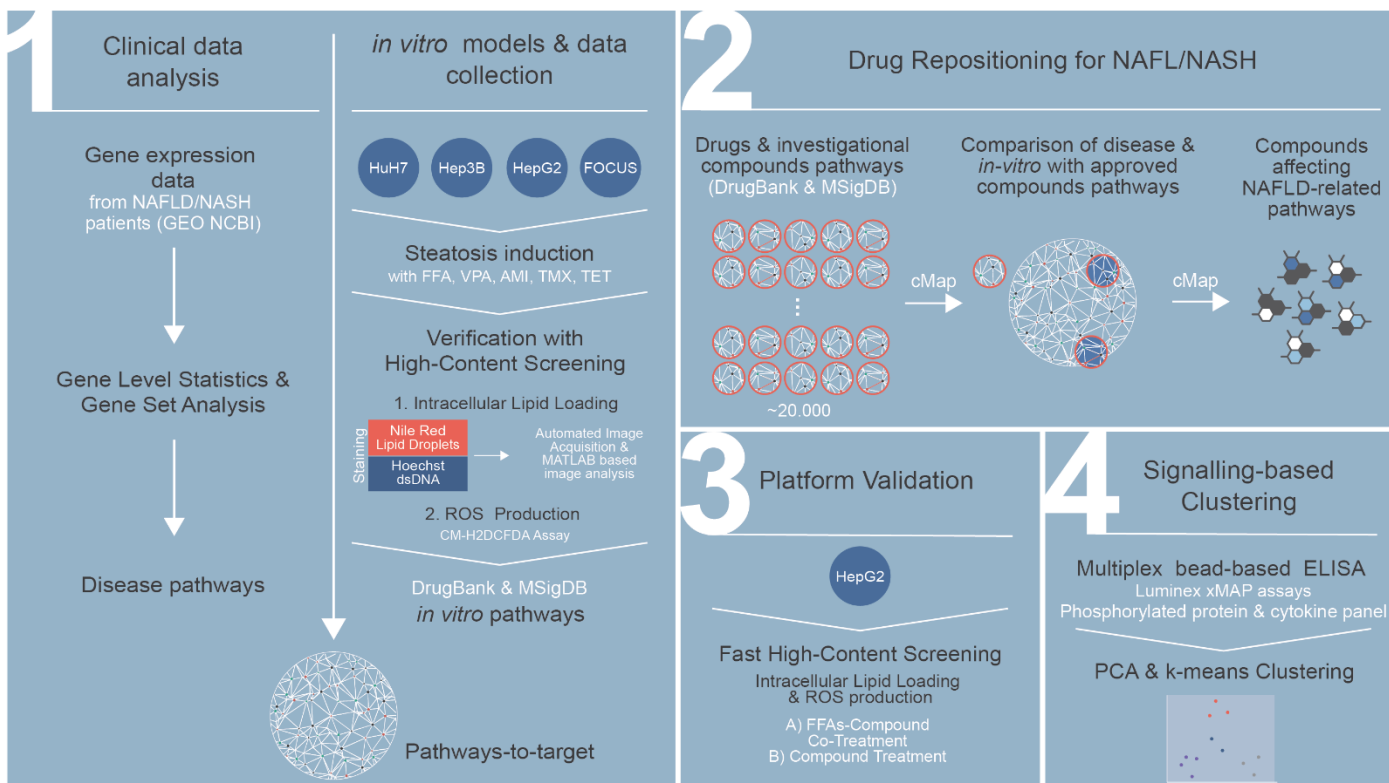 1
Clinical data
analysis
Gene expression
data
from NAFLD/NASH
patients (GEO NCBI)
Gene Level Statistics &
Gene Set Analysis
Disease pathways
in vitro models & data
collection
HuH7
Hep3B
HepG2
FOCUS
Steatosis induction
with FFA, VPA, AMI, TMX, TET
Verification with
High-Content Screening
1. Intracellular Lipid Loading
Staining
Nile Red
Lipid Droplets
Hoechst
dsDNA
Automated Image
Acquisition &
MATLAB based
image analysis
2. ROS Production
CM-H2DCFDA Assay
DrugBank & MSigDB
in vitro pathways
Pathways-to-target
2
Drug Repositioning for NAFL/NASH
Drugs & investigational
compounds pathways
(DrugBank & MSigDB)
...
~20.000
cMap
Comparison of disease &
in-vitro with approved
compounds pathways
cMap
Compounds
affecting
NAFLD-related
pathways
3
Platform Validation
HepG2
Fast High-Content Screening
Intracellular Lipid Loading
& ROS production
A) FFAs-Compound
Co-Treatment
B) Compound Treatment
4
Signalling-based
Clustering
Multiplex bead-based ELISA
Luminex xMAP assays
Phosphorylated protein & cytokine panel
PCA & k-means Clustering